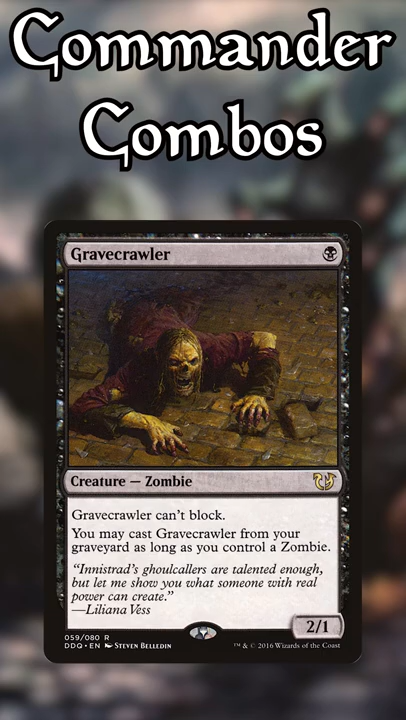 Commander
Combos
Gravecrawler
Creature — Zombie
Gravecrawler can't block.
You may cast Gravecrawler from your
graveyard as long as you control a Zombie.
“Innistrad's ghoulcallers are talented enough,
but let me show you what someone with real
power can create.”
—Liliana Vess
2/1
059/080 R
DDQ • EN Steven Belledin
™ & © 2016 Wizards of the Coast